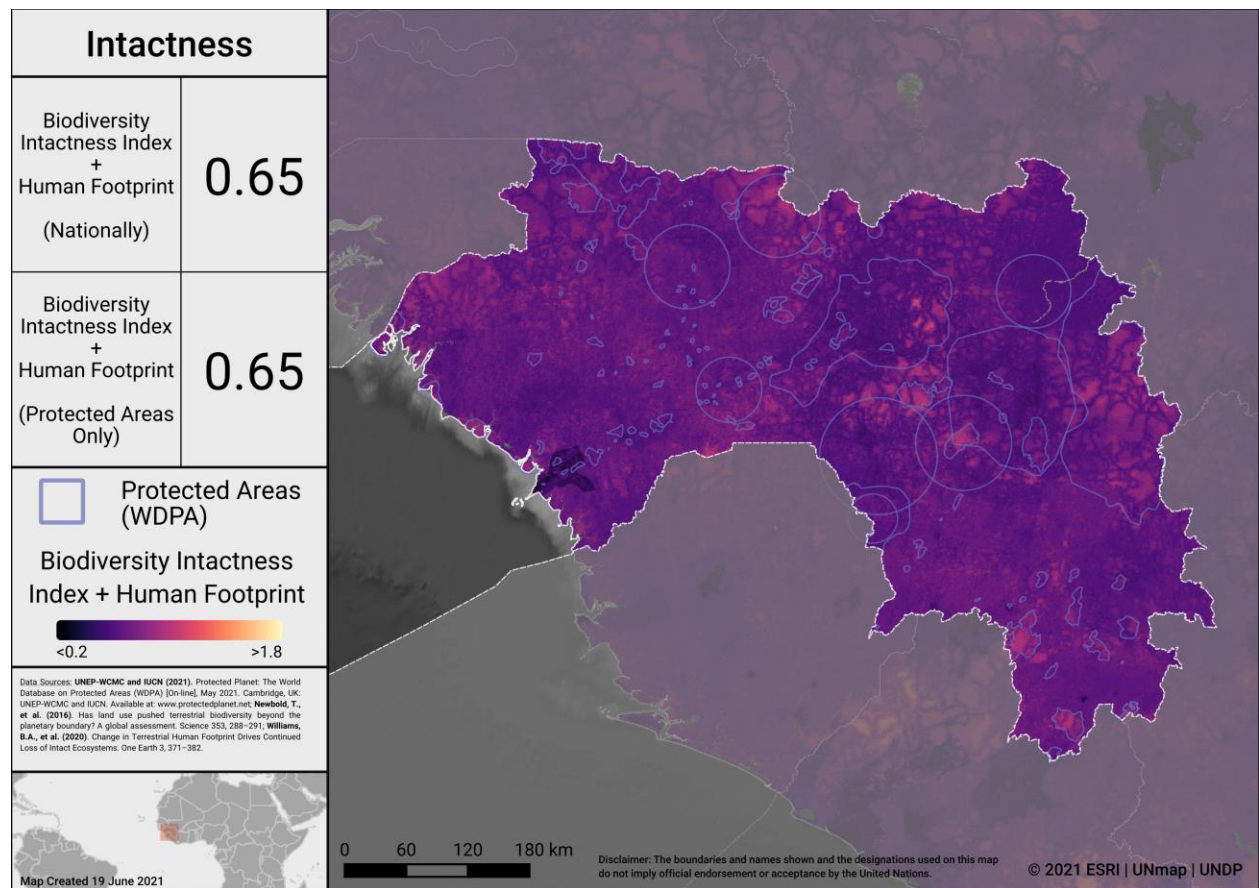 Intactness
Biodiversity
Intactness Index
+
Human Footprint
(Nationally)
0.65
Biodiversity
Intactness Index
+
Human Footprint
(Protected Areas
Only)
0.65
Protected Areas
(WDPA)
Biodiversity Intactness
Index + Human Footprint
<0.2 >1.8
Data Sources: UNEP-WCMC and IUCN (2021). Protected Planet: The World
Database on Protected Areas (WDPA) [On-line], May 2021. Cambridge, UK:
UNEP-WCMC and IUCN. Available at: www.protectedplanet.net; Newbold, T.,
et al. (2016). Has land use pushed terrestrial biodiversity beyond the
planetary boundary? A global assessment. Science 353, 288–291; Williams,
B.A., et al. (2020). Change in Terrestrial Human Footprint Drives Continued
Loss of Intact Ecosystems. One Earth 3, 371–382.
Map Created 19 June 2021
0 60 120 180 km
Disclaimer: The boundaries and names shown and the designations used on this map
do not imply official endorsement or acceptance by the United Nations.
© 2021 ESRI | UNmap | UNDP